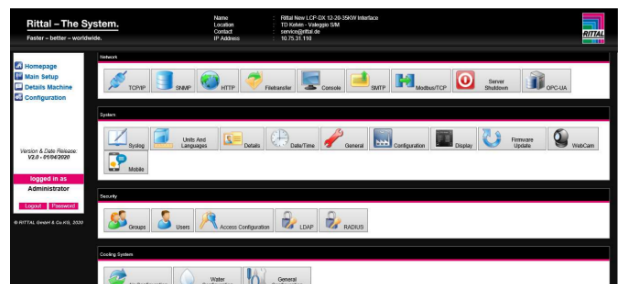 Rittal – The System.
Faster – better – worldwide.
Name : Rittal New LCP-DX 12-20-35KW Interface
Location : TD Kelvin - Valeggio S/M
Contact : service@rittal.de
IP Address : 10.75.31.110
RITTAL
Homepage
Main Setup
Details Machine
Configuration
Version & Date Release:
V2.0 - 01/04/2020
logged in as
Administrator
Logout Password
© RITTAL GmbH & Co.KG, 2020
Network
TCP/IP SNMP HTTP Filetransfer Console SMTP Modbus/TCP Server Shutdown OPC-UA
System
Syslog Units And Languages Details Date/Time General Configuration Display Firmware Update WebCam
Mobile
Security
Groups Users Access Configuration LDAP RADIUS
Cooling System
Water
General